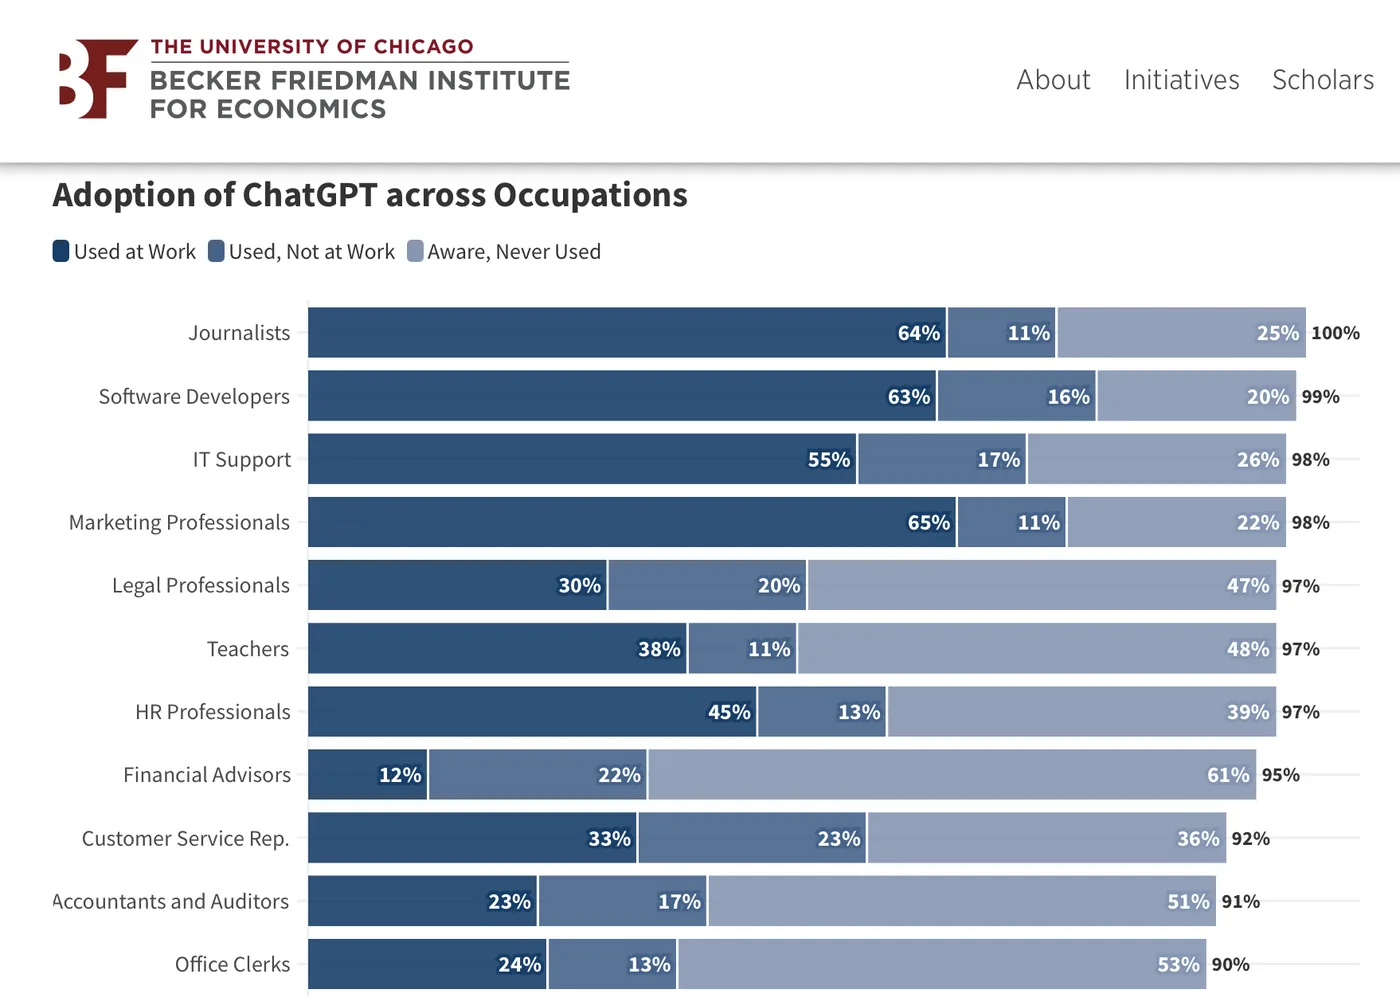 THE UNIVERSITY OF CHICAGO
BECKER FRIEDMAN INSTITUTE
FOR ECONOMICS
About Initiatives Scholars
Adoption of ChatGPT across Occupations
Used at Work Used, Not at Work Aware, Never Used
Journalists 64% 11% 25% 100%
Software Developers 63% 16% 20% 99%
IT Support 55% 17% 26% 98%
Marketing Professionals 65% 11% 22% 98%
Legal Professionals 30% 20% 47% 97%
Teachers 38% 11% 48% 97%
HR Professionals 45% 13% 39% 97%
Financial Advisors 12% 22% 61% 95%
Customer Service Rep. 33% 23% 36% 92%
Accountants and Auditors 23% 17% 51% 91%
Office Clerks 24% 13% 53% 90%